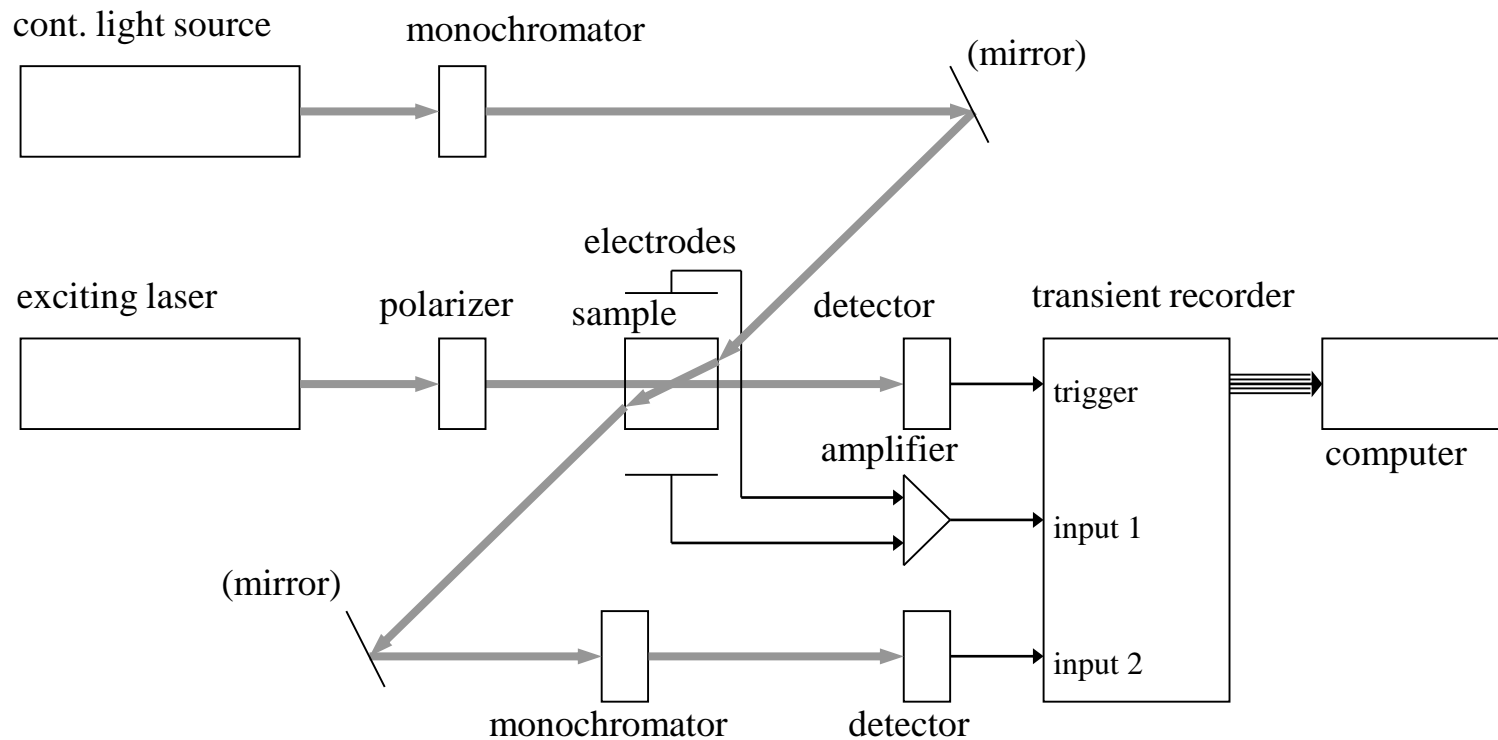 cont. light source
monochromator
(mirror)
electrodes
exciting laser
polarizer
sample
detector
transient recorder
trigger
amplifier
computer
input 1
(mirror)
input 2
monochromator
detector